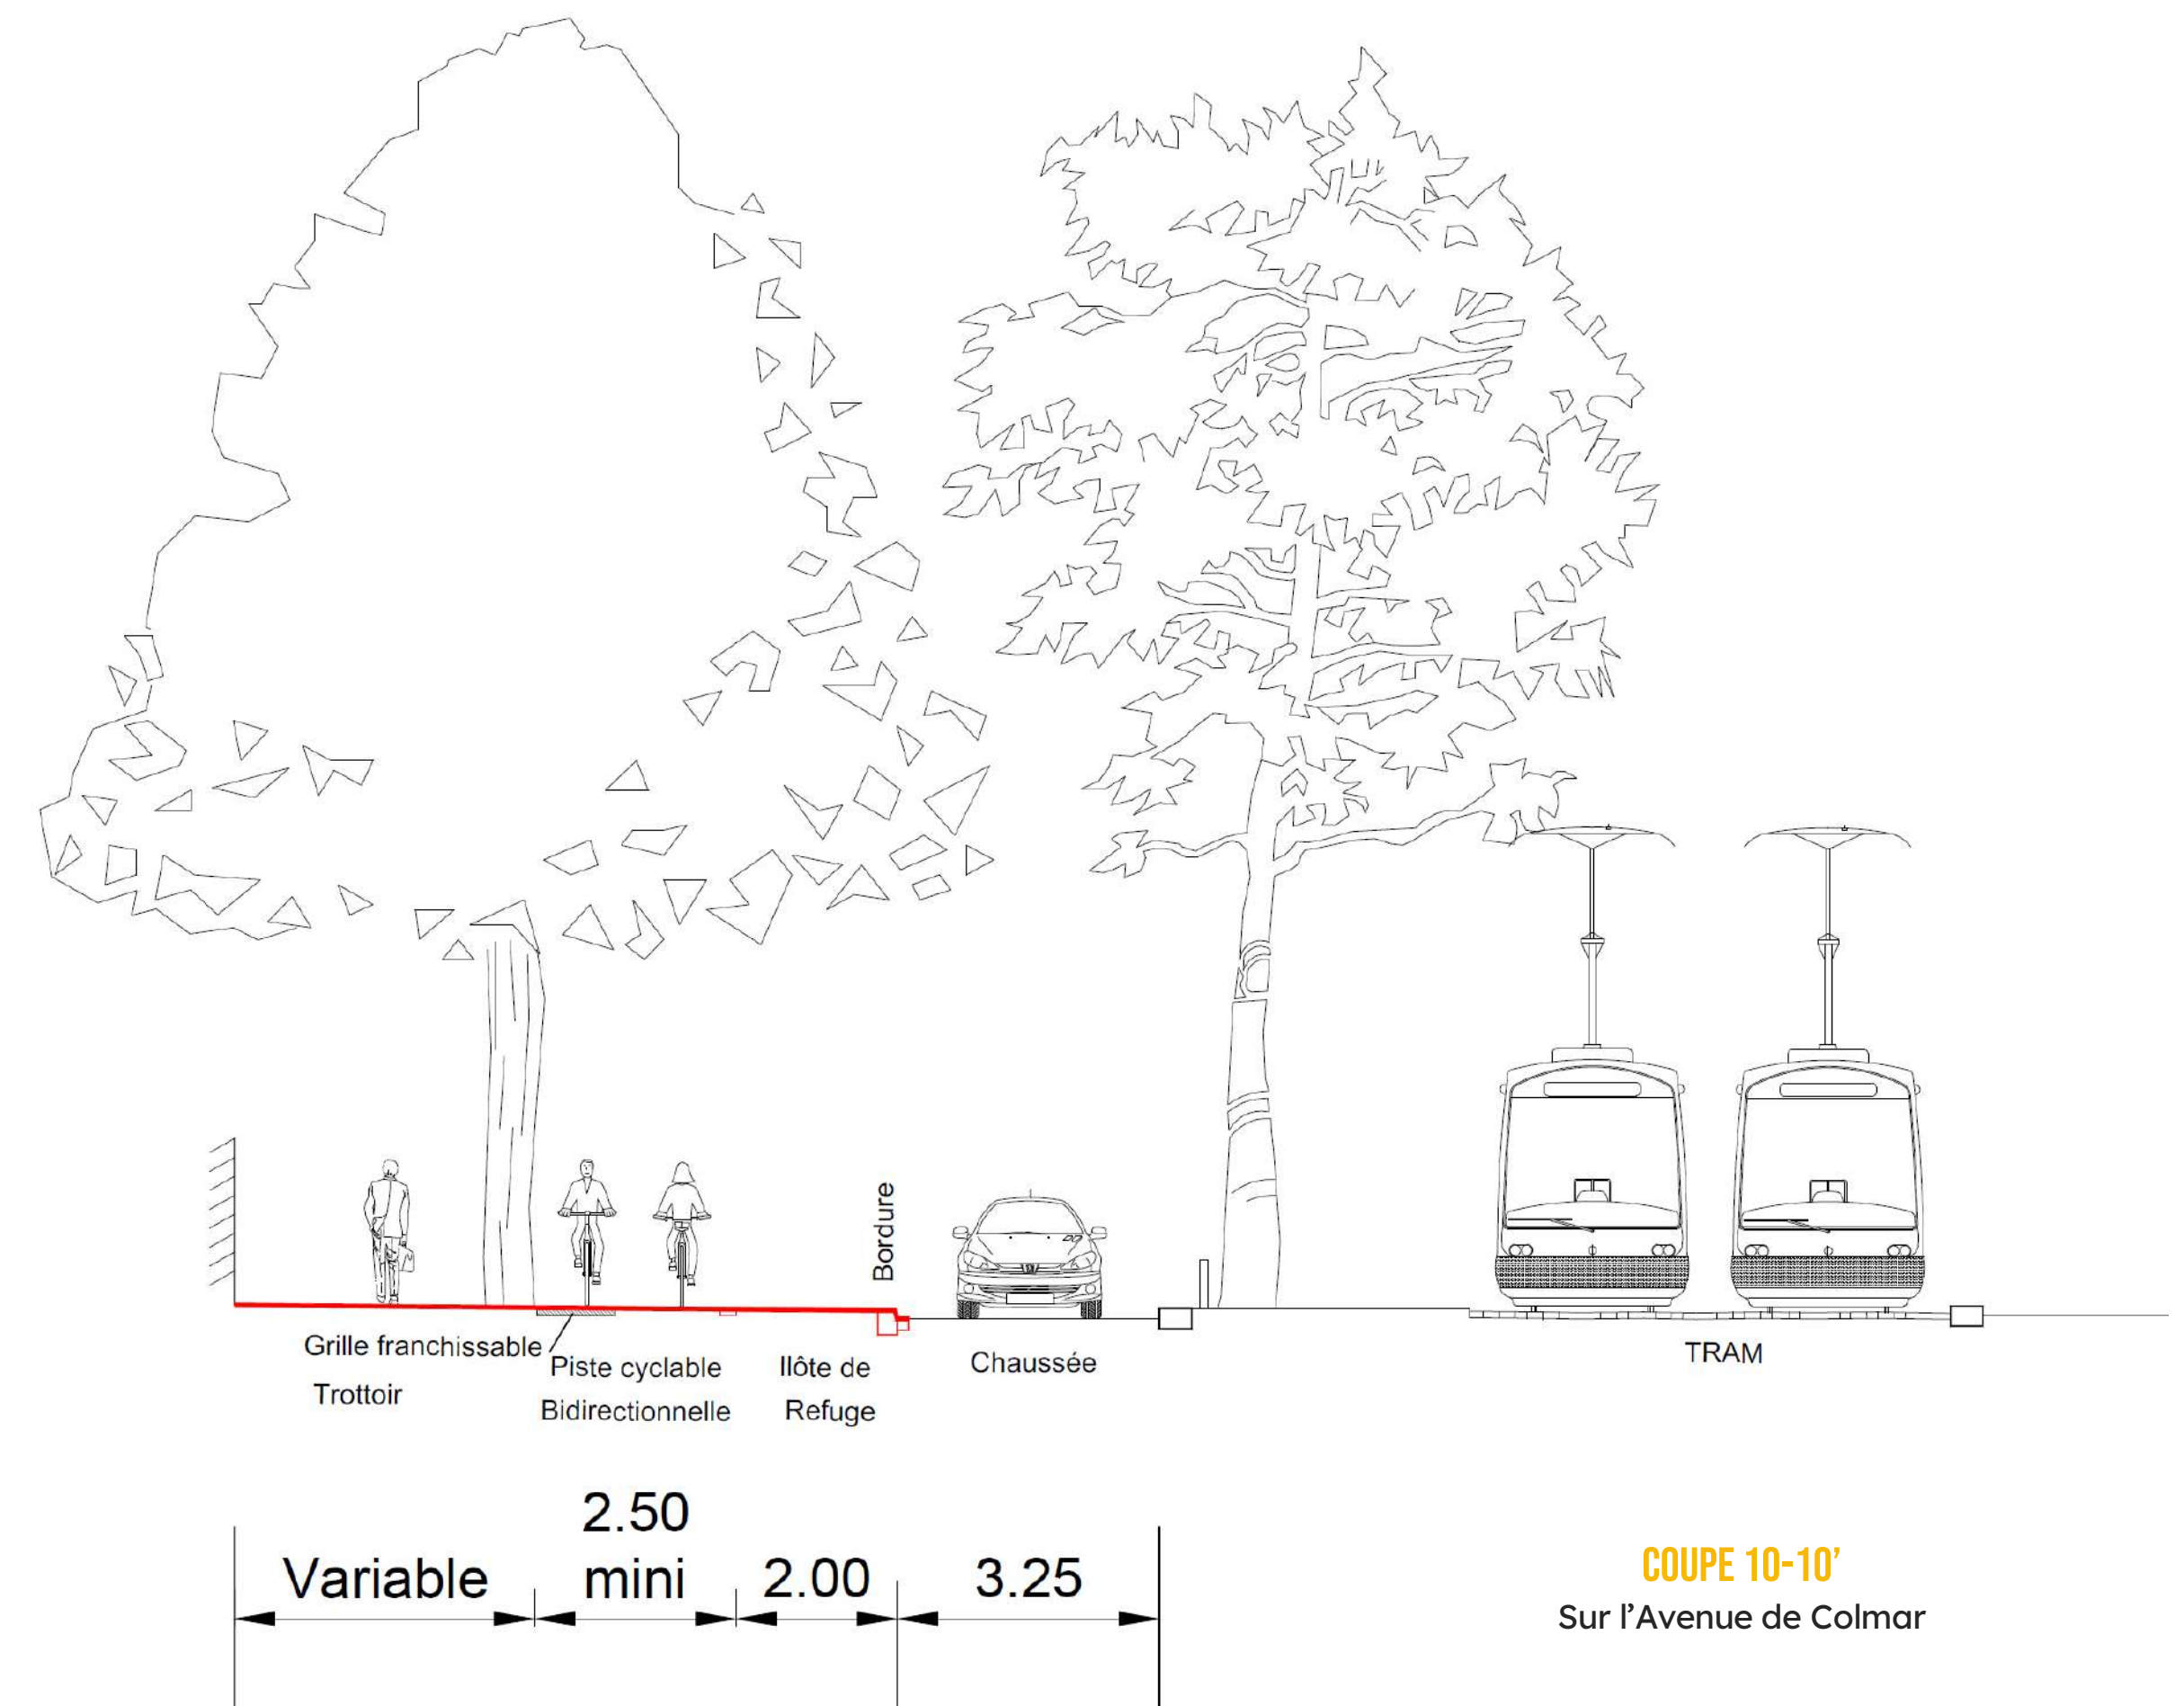 Bordure
Grille franchissable
Trottoir
Piste cyclable
Bidirectionnelle
Ilôte de
Refuge
Chaussée
TRAM
Variable
2.50
mini
2.00
3.25
COUPE 10-10’
Sur l’Avenue de Colmar